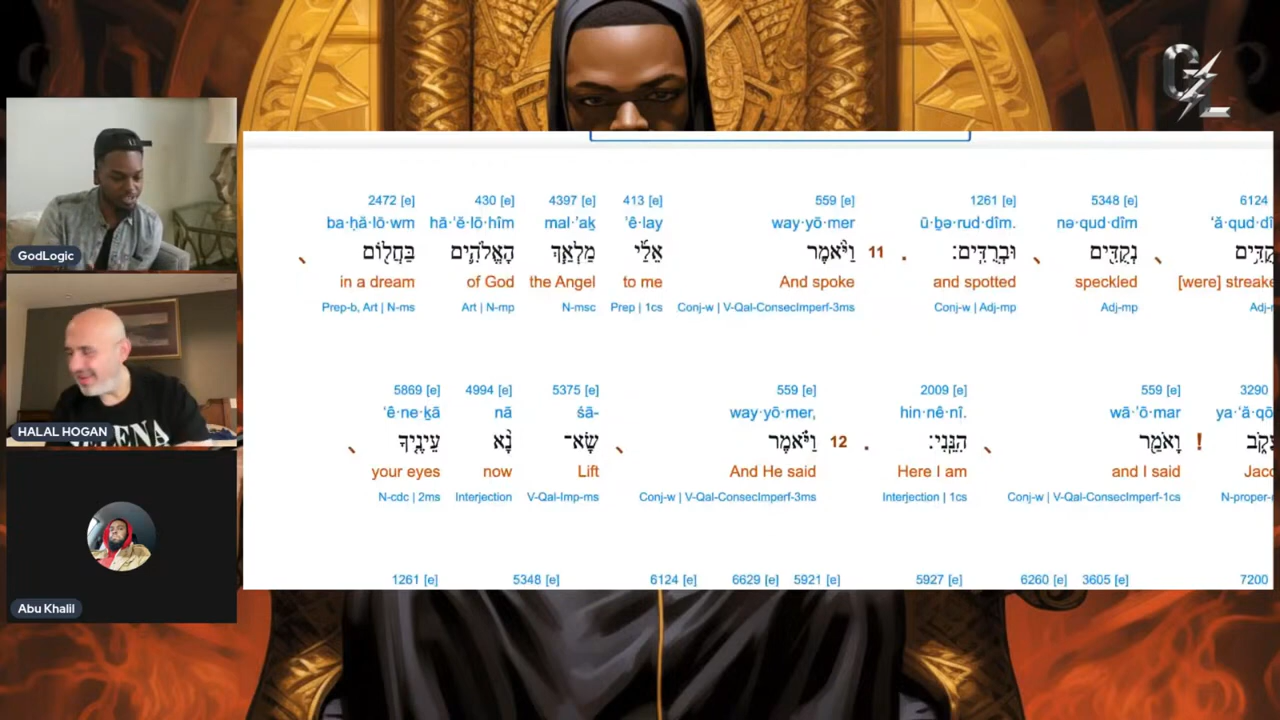 GL
GodLogic
HALAL HOGAN
Abu Khalil
2472 [e] 430 [e] 4397 [e] 413 [e] 559 [e] 1261 [e] 5348 [e] 6124
ba·ḥă·lō·wm hā·’ĕ·lō·hîm mal·’aḵ ’ê·lay way·yō·mer ū·ḇə·rud·dîm. nə·qud·dîm ‘ă·qud·dî
、 בַּחֲל֖וֹם הָאֱלֹהִ֛ים מַלְאַ֧ךְ אֵלַ֜י וַיֹּ֨אמֶר 11 . וּבְרֻדִּֽים׃ 、 נְקֻדִּ֖ים 、
in a dream of God the Angel to me And spoke and spotted speckled [were] streake
Prep-b, Art | N-ms Art | N-mp N-msc Prep | 1cs Conj-w | V-Qal-ConsecImperf-3ms Conj-w | Adj-mp Adj-mp Adj-
5869 [e] 4994 [e] 5375 [e] 559 [e] 2009 [e] 559 [e] 3290
‘ê·ne·ḵā nā śā- way·yō·mer, hin·nê·nî. wā·’ō·mar ya·‘ă·qō
、 עֵינֶ֤יךָ נָ֨א שָׂא־ 、 וַיֹּ֗אמֶר 12 . הִנֵּֽנִי׃ 、 וָאֹמַ֖ר !
your eyes now Lift And He said Here I am and I said Jaco
N-cdc | 2ms Interjection V-Qal-Imp-ms Conj-w | V-Qal-ConsecImperf-3ms Interjection | 1cs Conj-w | V-Qal-ConsecImperf-1cs N-proper-
1261 [e] 5348 [e] 6124 [e] 6629 [e] 5921 [e] 5927 [e] 6260 [e] 3605 [e] 7200